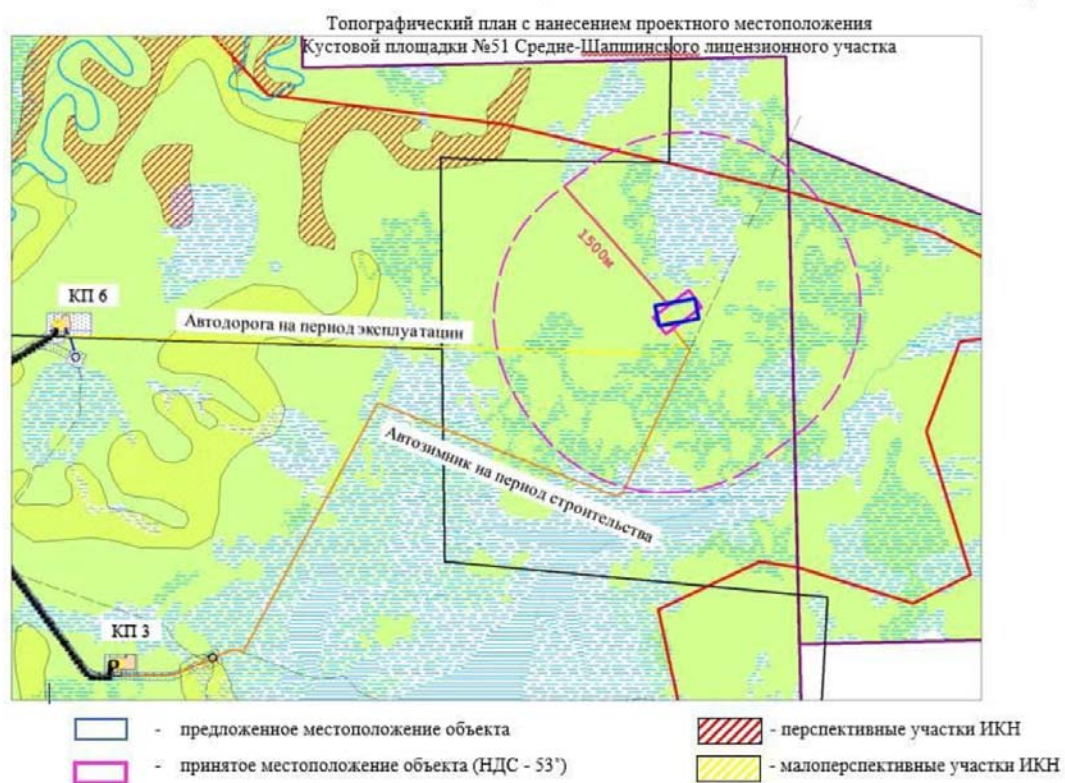 Топографический план с нанесением проектного местоположения
Кустовой площадки №51 Средне-Шапшинского лицензионного участка
1500м
КП 6
Автодорога на период эксплуатации
Автозимник на период строительства
КП 3
- предложенное местоположение объекта
- перспективные участки ИКН
- принятое местоположение объекта (НДС - 53°)
- малоперспективные участки ИКН